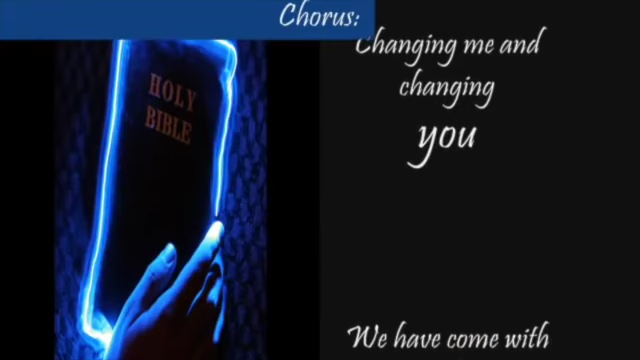 Chorus:
Changing me and
changing
you
HOLY
BIBLE
We have come with